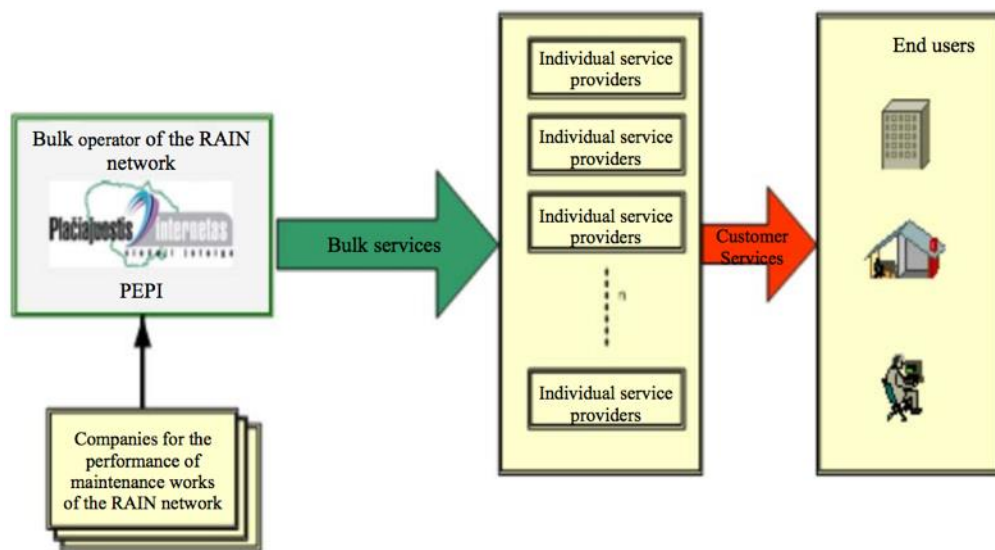 Bulk operator of the RAIN
network
Plačiajuostis
internetas
PEPI
Companies for the
performance of
maintenance works
of the RAIN network
Bulk services
Individual service
providers
Individual service
providers
Individual service
providers
n
Individual service
providers
Customer
Services
End users